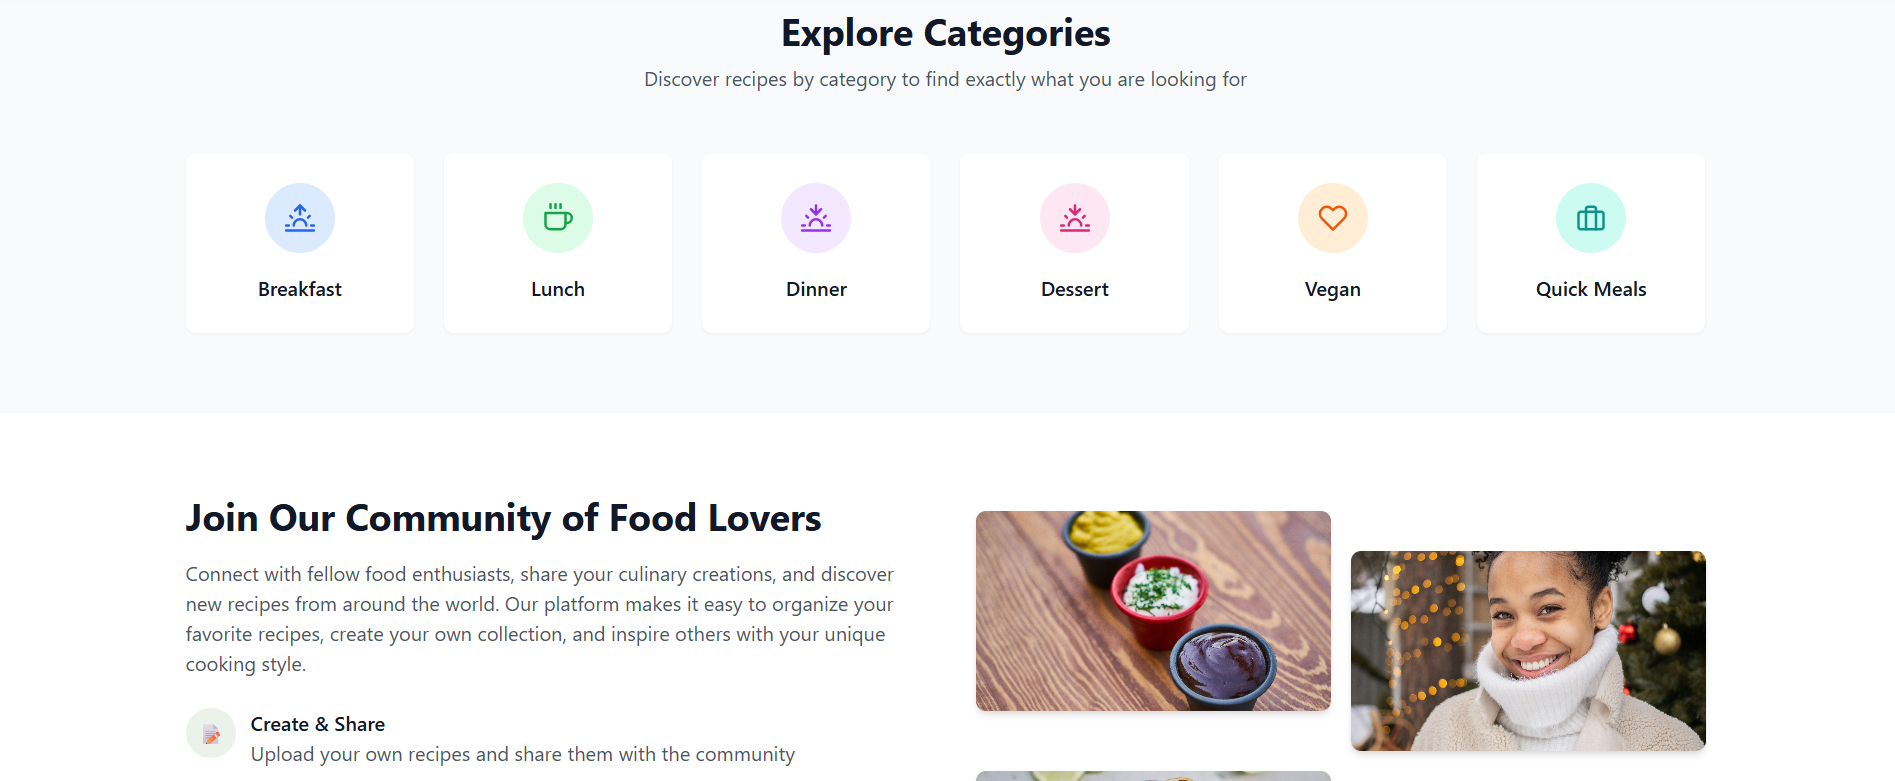 Explore Categories
Discover recipes by category to find exactly what you are looking for
Breakfast
Lunch
Dinner
Dessert
Vegan
Quick Meals
Join Our Community of Food Lovers
Connect with fellow food enthusiasts, share your culinary creations, and discover
new recipes from around the world. Our platform makes it easy to organize your
favorite recipes, create your own collection, and inspire others with your unique
cooking style.
Create & Share
Upload your own recipes and share them with the community